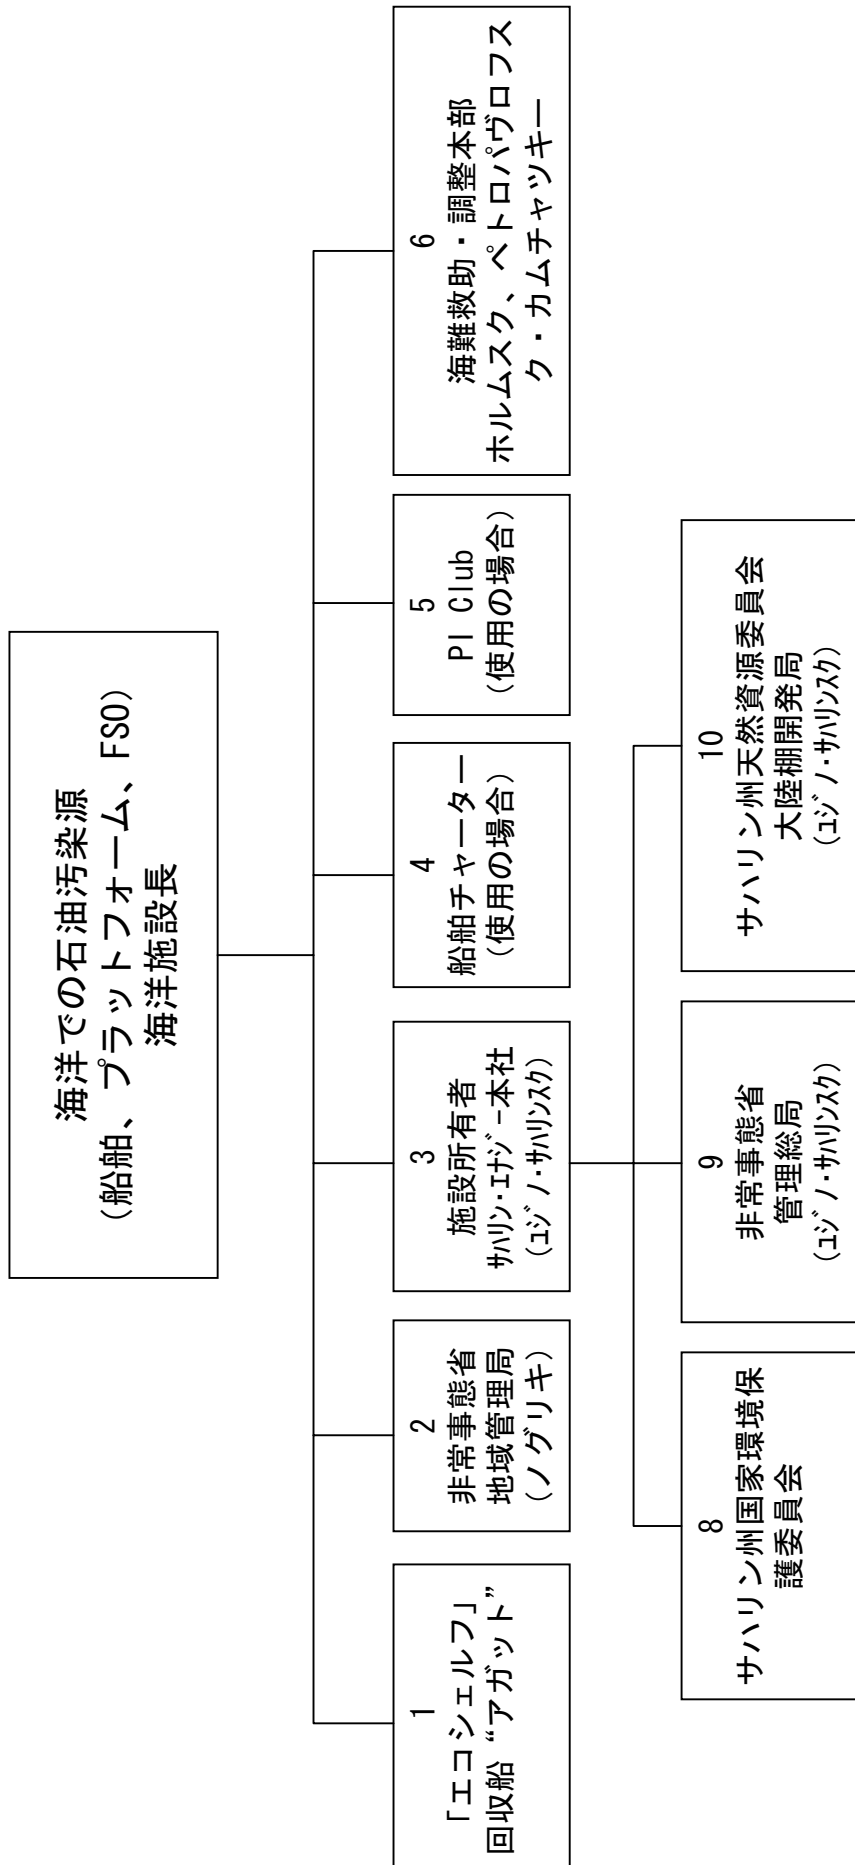 海洋での石油汚染源
(船舶、プラットフォーム、FSO)
海洋施設長
1
「エコシェルフ」
回収船“アガット”
2
非常事態省
地域管理局
(ノグリキ)
3
施設所有者
ｻﾊﾘﾝ・ｴﾅｼﾞｰ本社
(ﾕｼﾞﾉ・ｻﾊﾘﾝｽｸ)
4
船舶チャーター
(使用の場合)
5
PI Club
(使用の場合)
6
海難救助・調整本部
ホルムスク、ペトロパヴロフス
ク・カムチャツキー
8
サハリン州国家環境保
護委員会
9
非常事態省
管理総局
(ﾕｼﾞﾉ・ｻﾊﾘﾝｽｸ)
10
サハリン州天然資源委員会
大陸棚開発局
(ﾕｼﾞﾉ・ｻﾊﾘﾝｽｸ)